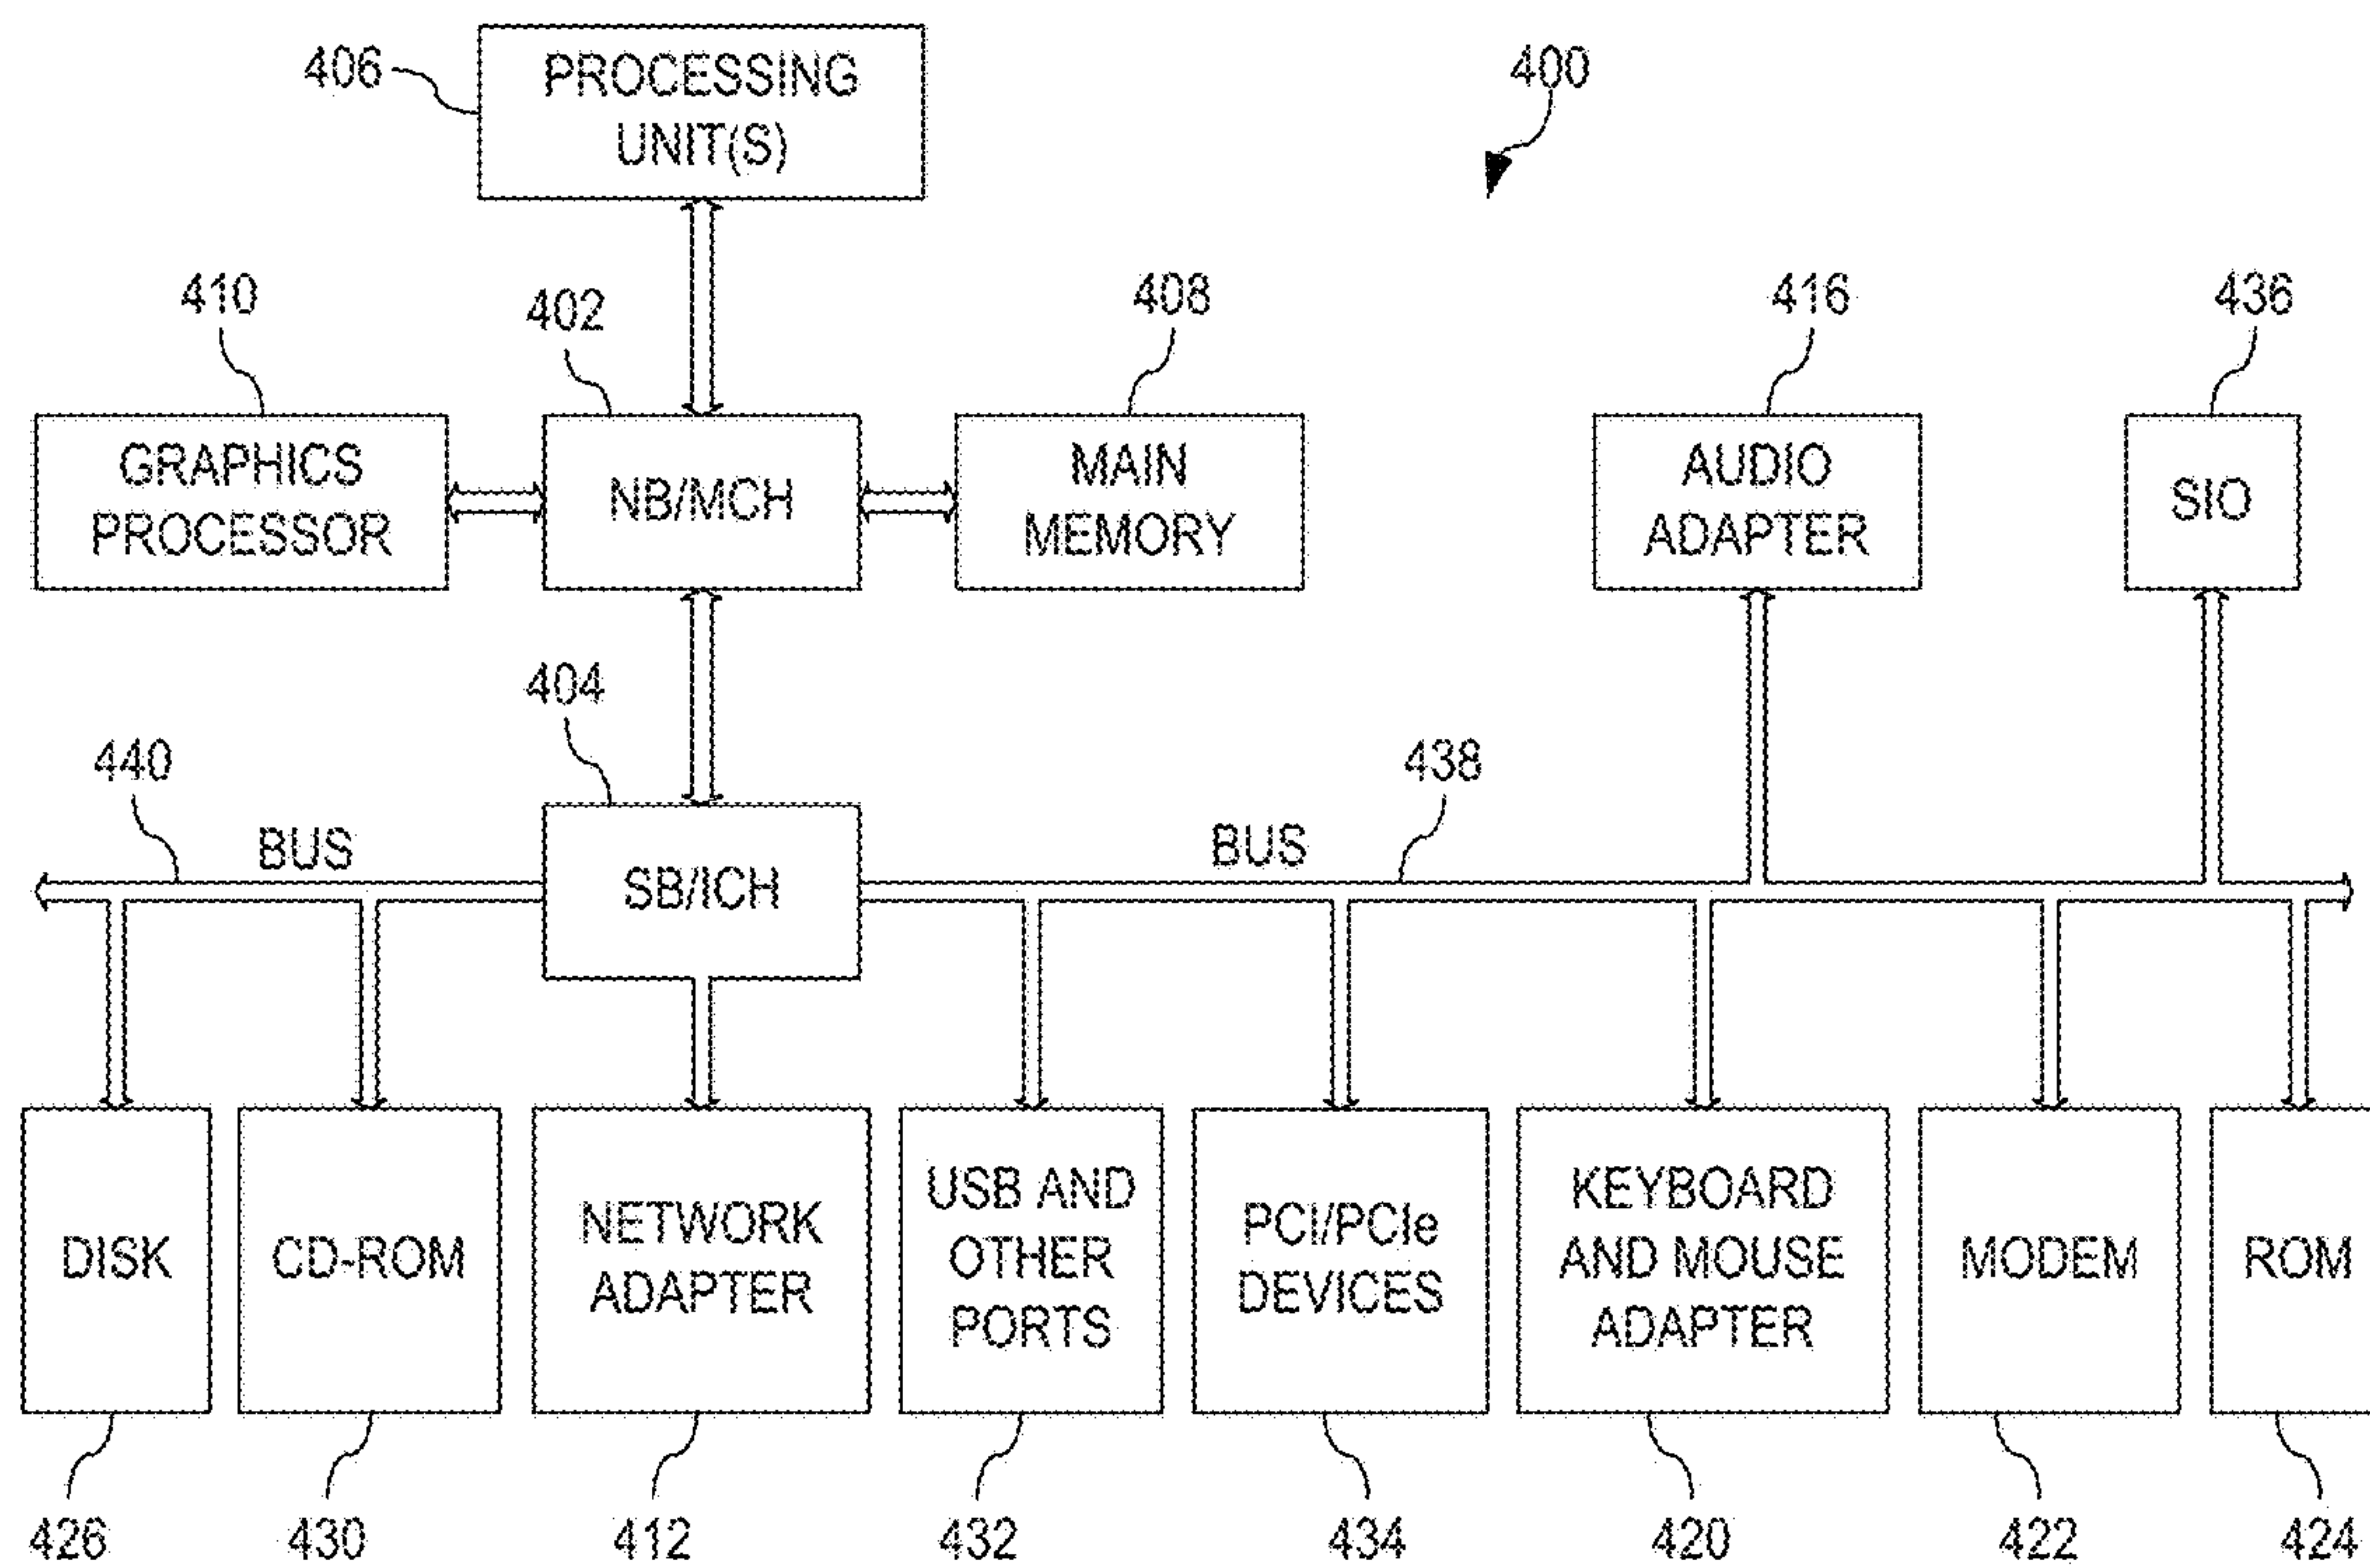 406
PROCESSING
UNIT(S)
400
410
402
408
416
436
GRAPHICS
PROCESSOR
NB/MCH
MAIN
MEMORY
AUDIO
ADAPTER
SIO
404
440
438
BUS
SB/ICH
BUS
DISK
CD-ROM
NETWORK
ADAPTER
USB AND
OTHER
PORTS
PCI/PCIe
DEVICES
KEYBOARD
AND MOUSE
ADAPTER
MODEM
ROM
426
430
412
432
434
420
422
424